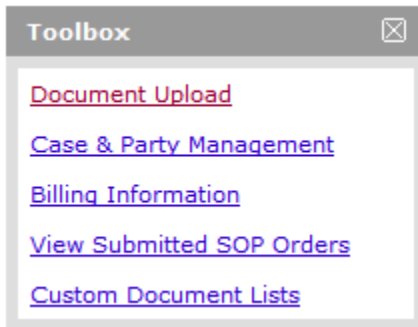 Toolbox
Document Upload
Case & Party Management
Billing Information
View Submitted SOP Orders
Custom Document Lists